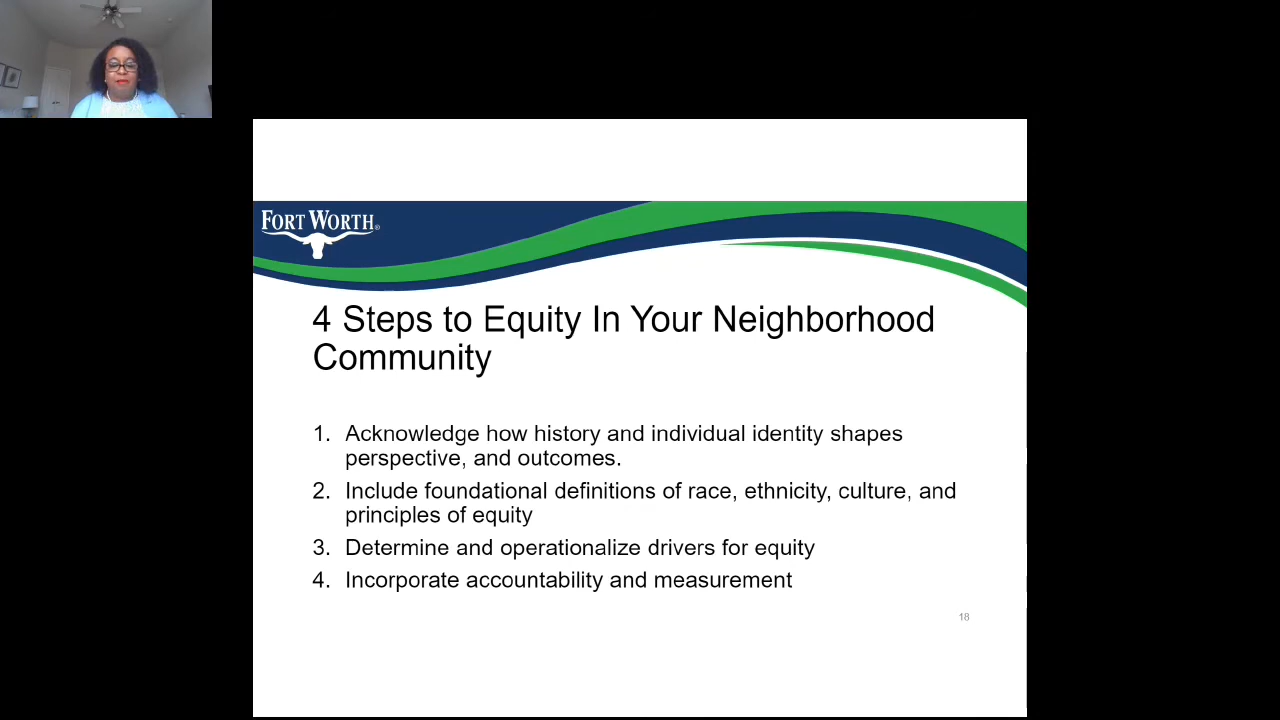 FORT WORTH®
4 Steps to Equity In Your Neighborhood
Community
1. Acknowledge how history and individual identity shapes
perspective, and outcomes.
2. Include foundational definitions of race, ethnicity, culture, and
principles of equity
3. Determine and operationalize drivers for equity
4. Incorporate accountability and measurement
18